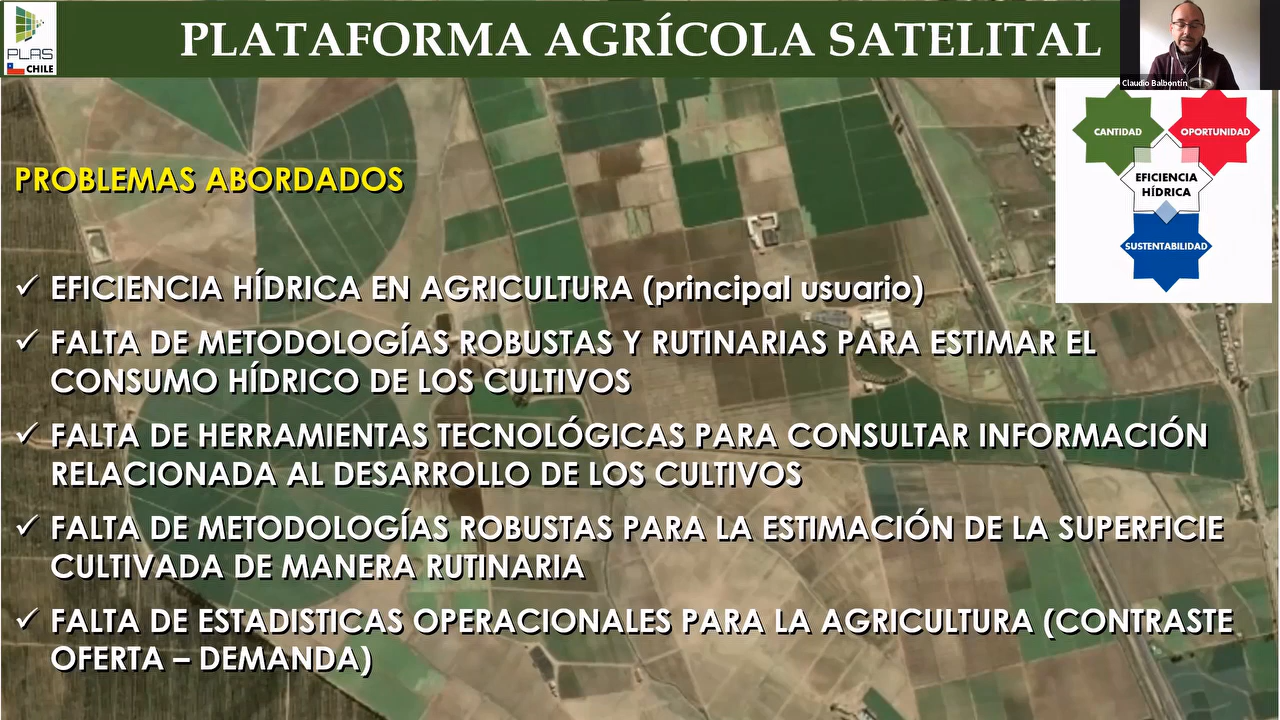 PLAS
CHILE
PLATAFORMA AGRÍCOLA SATELITAL
Claudio Balbontín
CANTIDAD
OPORTUNIDAD
EFICIENCIA
HÍDRICA
SUSTENTABILIDAD
PROBLEMAS ABORDADOS
✓ EFICIENCIA HÍDRICA EN AGRICULTURA (principal usuario)
✓ FALTA DE METODOLOGÍAS ROBUSTAS Y RUTINARIAS PARA ESTIMAR EL
CONSUMO HÍDRICO DE LOS CULTIVOS
✓ FALTA DE HERRAMIENTAS TECNOLÓGICAS PARA CONSULTAR INFORMACIÓN
RELACIONADA AL DESARROLLO DE LOS CULTIVOS
✓ FALTA DE METODOLOGÍAS ROBUSTAS PARA LA ESTIMACIÓN DE LA SUPERFICIE
CULTIVADA DE MANERA RUTINARIA
✓ FALTA DE ESTADISTICAS OPERACIONALES PARA LA AGRICULTURA (CONTRASTE
OFERTA – DEMANDA)